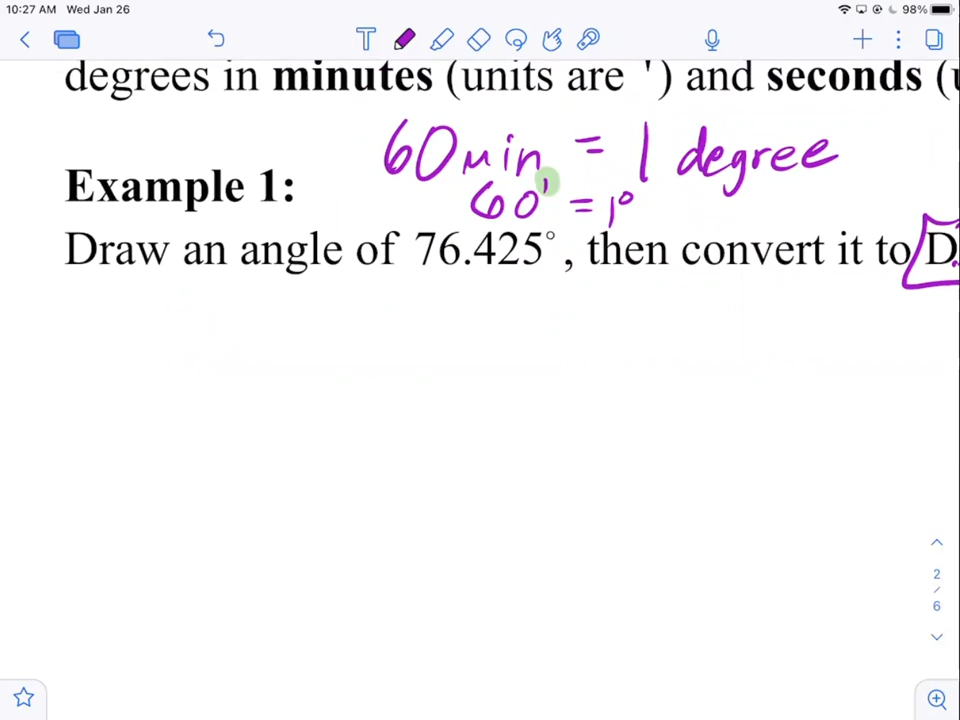 10:27 AM Wed Jan 26
98%
T
degrees in minutes (units are ') and seconds (
60 min = 1 degree
Example 1:
60' = 1°
Draw an angle of 76.425°, then convert it to D
2
/
6